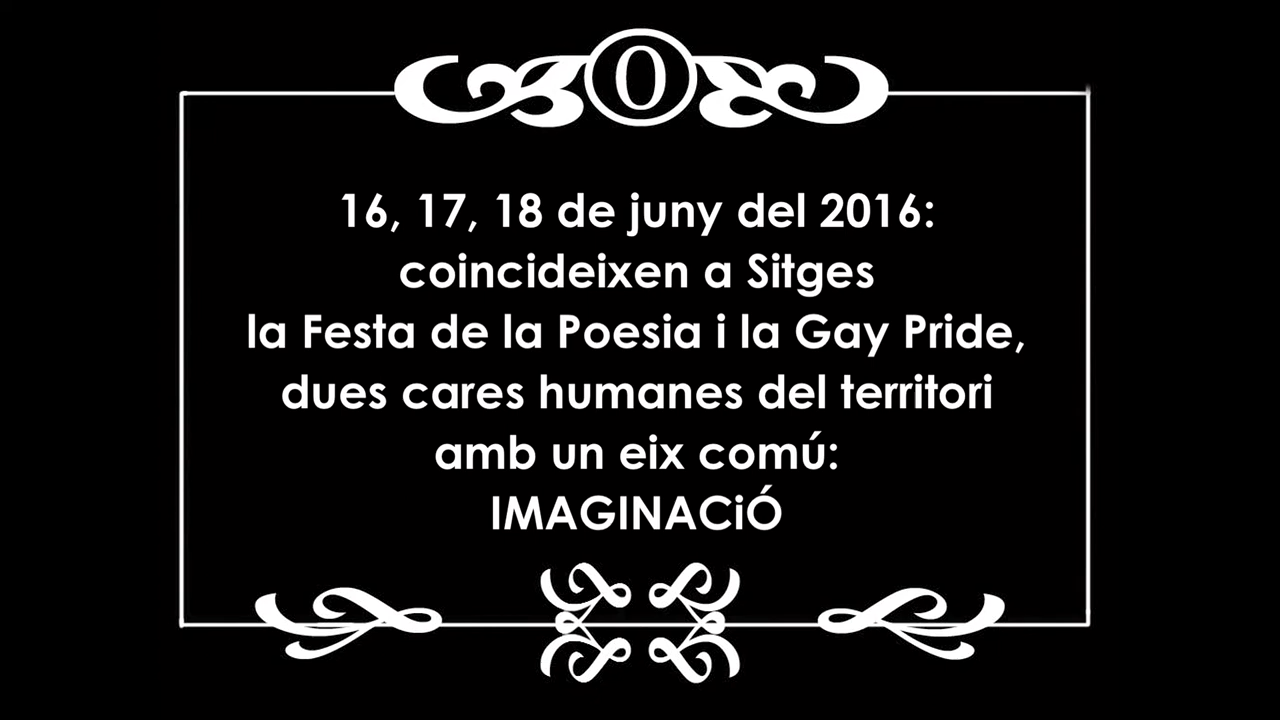 0
16, 17, 18 de juny del 2016:
coincideixen a Sitges
la Festa de la Poesia i la Gay Pride,
dues cares humanes del territori
amb un eix comú:
IMAGINACiÓ